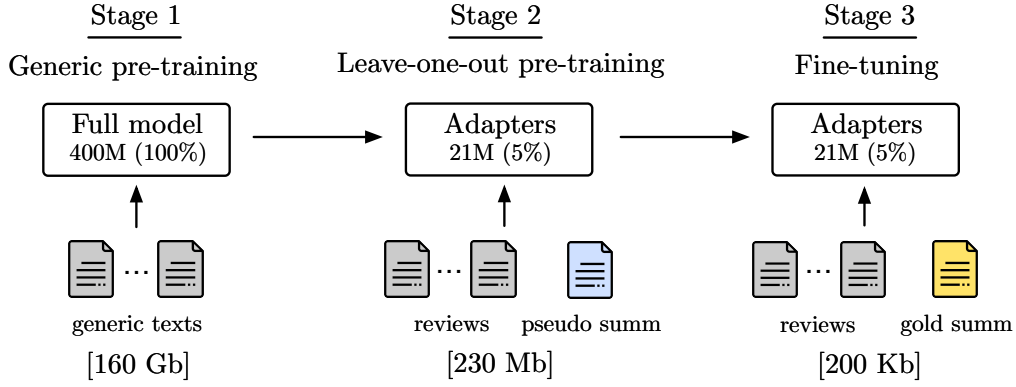 Stage 1
Generic pre-training
Full model
400M (100%)
...
generic texts
[160 Gb]
Stage 2
Leave-one-out pre-training
Adapters
21M (5%)
...
reviews
pseudo summ
[230 Mb]
Stage 3
Fine-tuning
Adapters
21M (5%)
...
reviews
gold summ
[200 Kb]